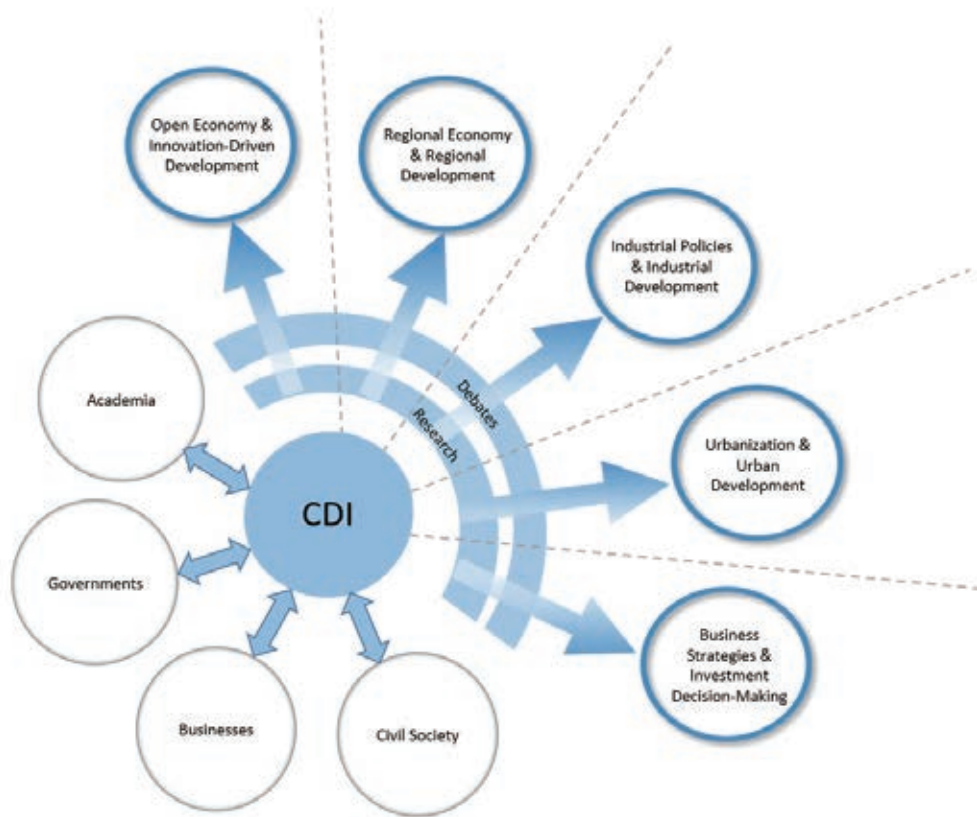 Open Economy &
Innovation-Driven
Development
Regional Economy
& Regional
Development
Industrial Policies
& Industrial
Development
Debates
Research
Academia
Urbanization &
Urban
Development
CDI
Governments
Business
Strategies &
Investment
Decision-Making
Businesses
Civil Society